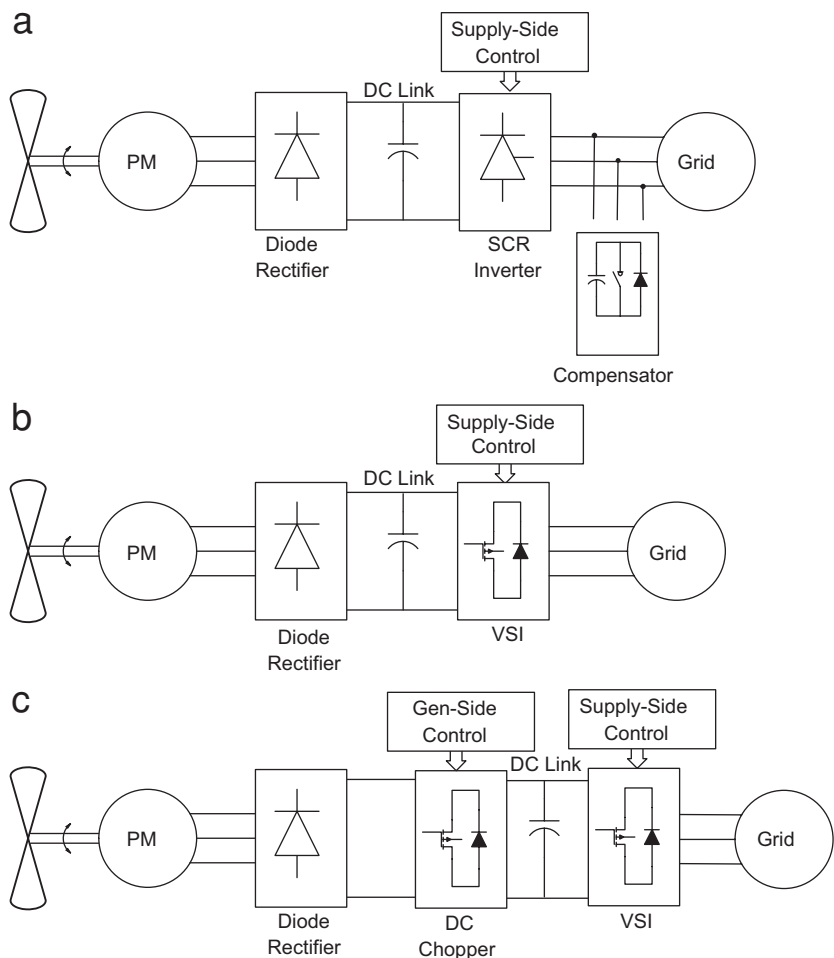 a
Supply-Side
Control
DC Link
PM
Grid
Diode
Rectifier
SCR
Inverter
Compensator
b
Supply-Side
Control
DC Link
PM
Grid
Diode
Rectifier
VSI
c
Gen-Side
Control
Supply-Side
Control
DC Link
PM
Grid
Diode
Rectifier
DC
Chopper
VSI